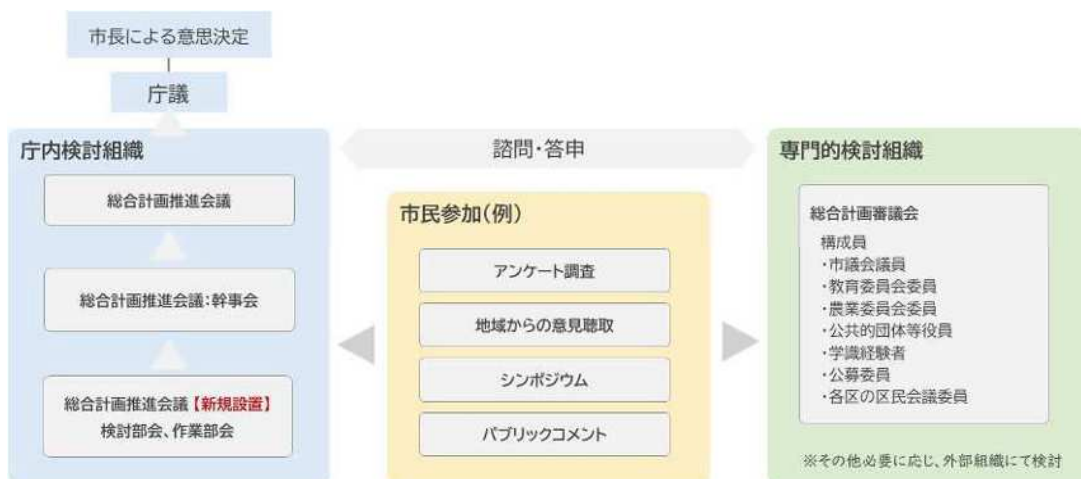 市長による意思決定
庁議
庁内検討組織
総合計画推進会議
総合計画推進会議:幹事会
総合計画推進会議【新規設置】
検討部会、作業部会
諮問・答申
市民参加(例)
アンケート調査
地域からの意見聴取
シンポジウム
パブリックコメント
専門的検討組織
総合計画審議会
構成員
・市議会議員
・教育委員会委員
・農業委員会委員
・公共的団体等役員
・学識経験者
・公募委員
・各区の区民会議委員
※その他必要に応じ、外部組織にて検討